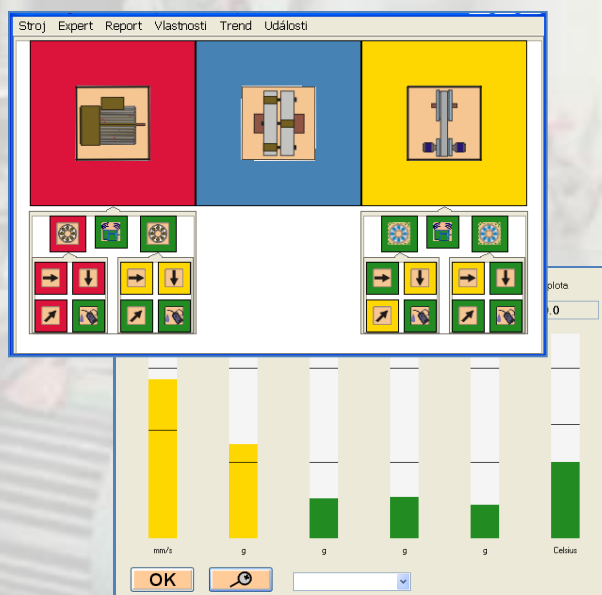 Stroj Expert Report Vlastnosti Trend Události
plota
.0
mm/s g g g g Celsius
OK